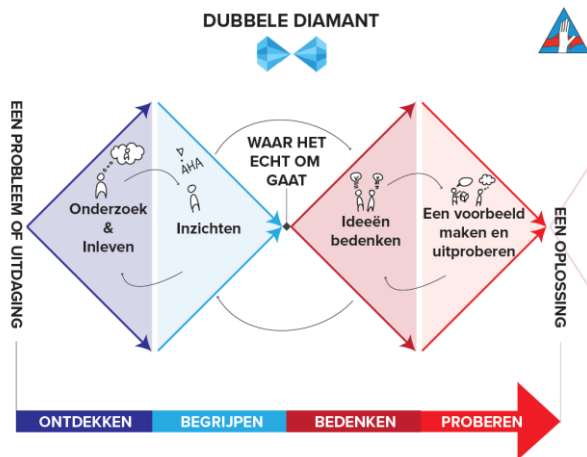 DUBBELE DIAMANT
EEN PROBLEEM OF UITDAGING
AHA
Onderzoek
&
Inleven
Inzichten
WAAR HET
ECHT OM
GAAT
Ideeën
bedenken
Een voorbeeld
maken en
uitproberen
EEN OPLOSSING
ONTDEKKEN
BEGRIJPEN
BEDENKEN
PROBEREN